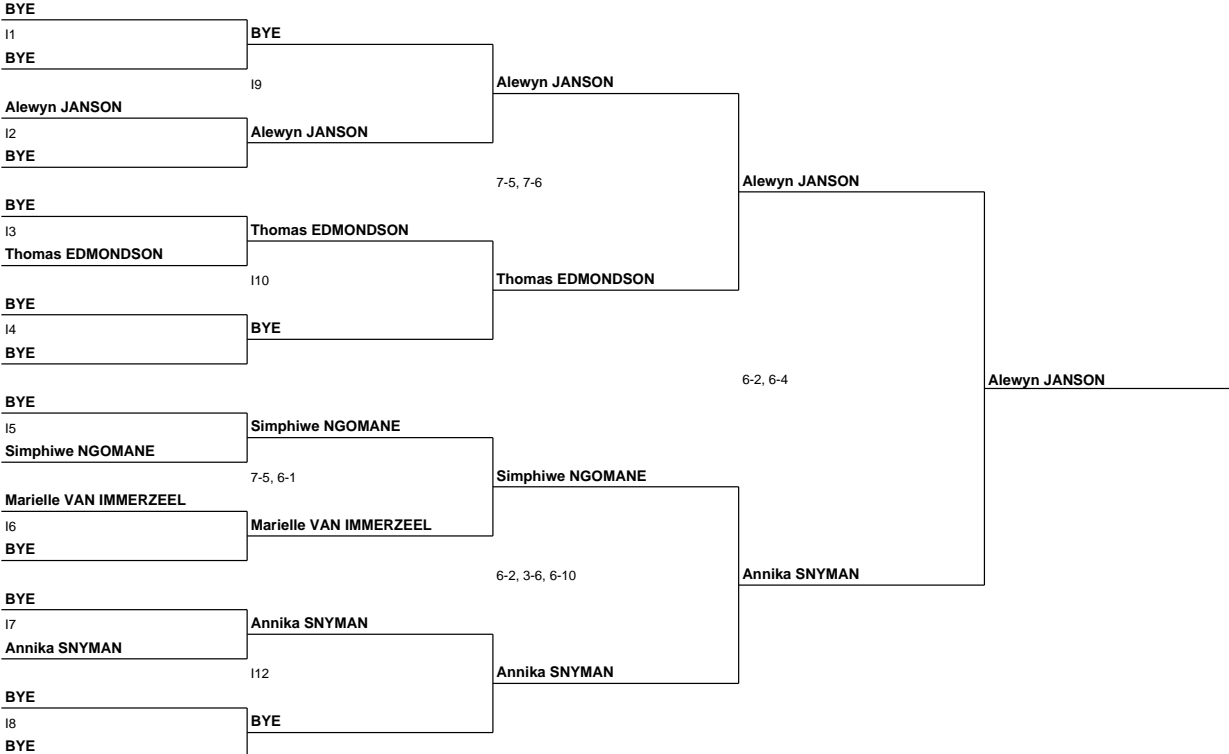 BYE
I1
BYE
BYE
I9
Alewyn JANSON
Alewyn JANSON
I2
Alewyn JANSON
BYE
7-5, 7-6
Alewyn JANSON
BYE
I3
Thomas EDMONDSON
Thomas EDMONDSON
I10
Thomas EDMONDSON
BYE
I4
BYE
BYE
6-2, 6-4
Alewyn JANSON
BYE
I5
Simphiwe NGOMANE
Simphiwe NGOMANE
7-5, 6-1
Simphiwe NGOMANE
Marielle VAN IMMERZEEL
I6
Marielle VAN IMMERZEEL
BYE
6-2, 3-6, 6-10
Annika SNYMAN
BYE
I7
Annika SNYMAN
Annika SNYMAN
I12
Annika SNYMAN
BYE
I8
BYE
BYE